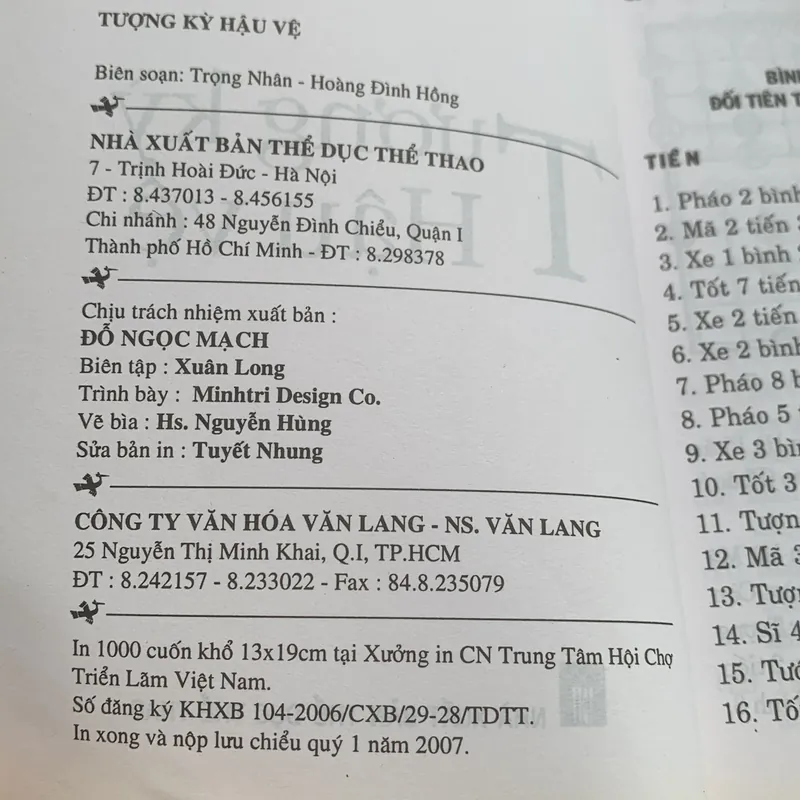 TƯỢNG KỲ HẬU VỆ
Biên soạn: Trọng Nhân - Hoàng Đình Hồng
NHÀ XUẤT BẢN THỂ DỤC THỂ THAO
7 - Trịnh Hoài Đức - Hà Nội
ĐT : 8.437013 - 8.456155
Chi nhánh : 48 Nguyễn Đình Chiểu, Quận I
Thành phố Hồ Chí Minh - ĐT : 8.298378
Chịu trách nhiệm xuất bản :
ĐỖ NGỌC MẠCH
Biên tập : Xuân Long
Trình bày : Minhtri Design Co.
Vẽ bìa : Hs. Nguyễn Hùng
Sửa bản in : Tuyết Nhung
CÔNG TY VĂN HÓA VĂN LANG - NS. VĂN LANG
25 Nguyễn Thị Minh Khai, Q.I, TP.HCM
ĐT : 8.242157 - 8.233022 - Fax : 84.8.235079
In 1000 cuốn khổ 13x19cm tại Xưởng in CN Trung Tâm Hội Chợ
Triển Lãm Việt Nam.
Số đăng ký KHXB 104-2006/CXB/29-28/TDTT.
In xong và nộp lưu chiểu quý 1 năm 2007.
BÌNH
ĐỐI TIÊN T
TIÊN
1. Pháo 2 bình
2. Mã 2 tiến 3
3. Xe 1 bình 2
4. Tốt 7 tiến
5. Xe 2 tiến
6. Xe 2 bình
7. Pháo 8 b
8. Pháo 5
9. Xe 3 bìn
10. Tốt 3
11. Tượn
12. Mã 3
13. Tượn
14. Sĩ 4
15. Tướ
16. Tố